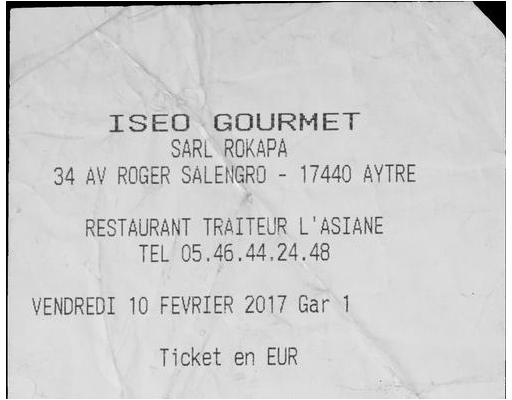 ISEO GOURMET
SARL ROKAPA
34 AV ROGER SALENGRO - 17440 AYTRE
RESTAURANT TRAITEUR L'ASIANE
TEL 05.46.44.24.48
VENDREDI 10 FEVRIER 2017 Gar 1
Ticket en EUR